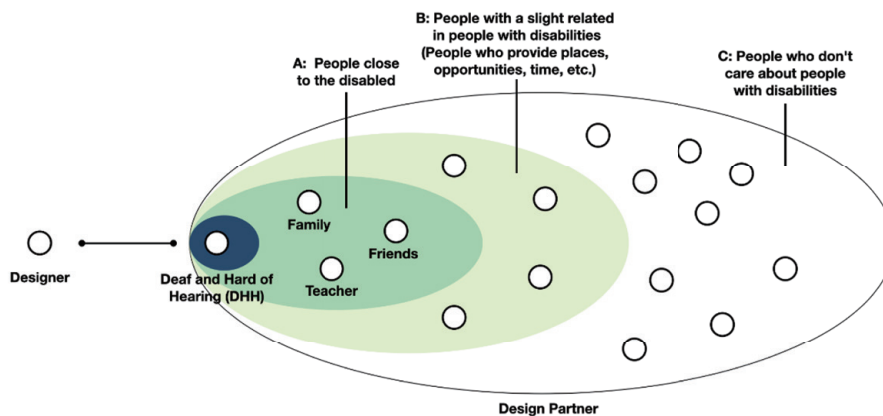 B: People with a slight related
in people with disabilities
(People who provide places,
opportunities, time, etc.)
A: People close
to the disabled
C: People who don't
care about people
with disabilities
Family
Friends
Teacher
Designer
Deaf and Hard of
Hearing (DHH)
Design Partner